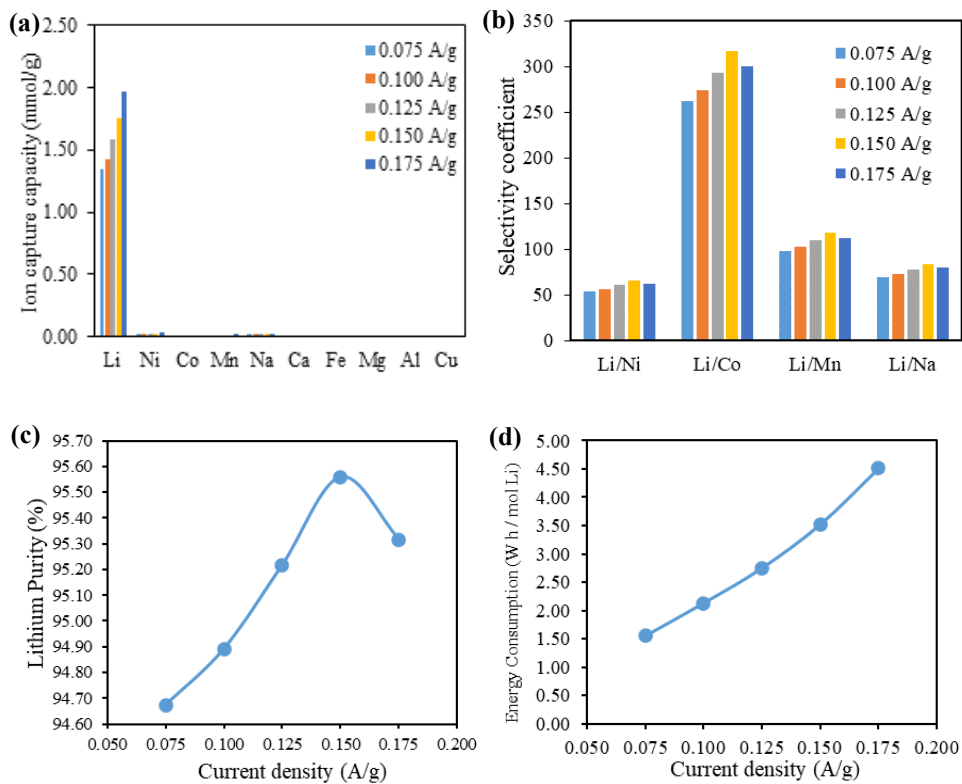 (a)
Ion capture capacity (mmol/g)
2.50
2.00
1.50
1.00
0.50
0.00
Li Ni Co Mn Na Ca Fe Mg Al Cu
0.075 A/g
0.100 A/g
0.125 A/g
0.150 A/g
0.175 A/g
(b)
Selectivity coefficient
350
300
250
200
150
100
50
0
Li/Ni Li/Co Li/Mn Li/Na
0.075 A/g
0.100 A/g
0.125 A/g
0.150 A/g
0.175 A/g
(c)
Lithium Purity (%)
95.70
95.60
95.50
95.40
95.30
95.20
95.10
95.00
94.90
94.80
94.70
94.60
0.050 0.075 0.100 0.125 0.150 0.175 0.200
Current density (A/g)
(d)
Energy Consumption (W h / mol Li)
5.00
4.50
4.00
3.50
3.00
2.50
2.00
1.50
1.00
0.50
0.00
0.050 0.075 0.100 0.125 0.150 0.175 0.200
Current density (A/g)